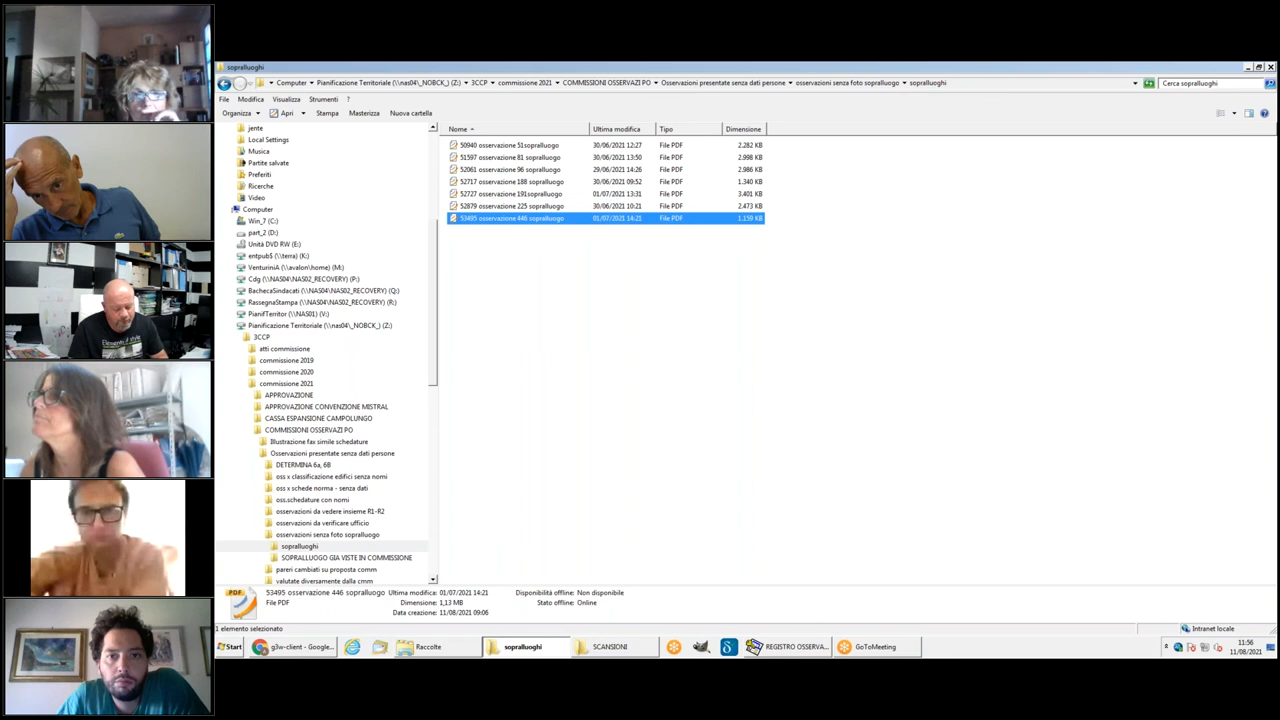 sopralluoghi
Computer ▸ Pianificazione Territoriale (\\nas04\_NOBCK_) (Z:) ▸ 3CCP ▸ commissione 2021 ▸ COMMISSIONI OSSERVAZI PO ▸ Osservazioni presentate senza dati persone ▸ osservazioni senza foto sopralluogo ▸ sopralluoghi
Cerca sopralluoghi
File Modifica Visualizza Strumenti ?
Organizza Apri Stampa Masterizza Nuova cartella
Nome Ultima modifica Tipo Dimensione
50940 osservazione 51sopralluogo 30/06/2021 12:27 File PDF 2.282 KB
51597 osservazione 81 sopralluogo 30/06/2021 13:50 File PDF 2.998 KB
52061 osservazione 96 sopralluogo 29/06/2021 14:26 File PDF 2.986 KB
52717 osservazione 188 sopralluogo 30/06/2021 09:52 File PDF 1.340 KB
52727 osservazione 191sopralluogo 01/07/2021 13:31 File PDF 3.401 KB
52879 osservazione 225 sopralluogo 30/06/2021 10:21 File PDF 2.473 KB
53495 osservazione 446 sopralluogo 01/07/2021 14:21 File PDF 1.159 KB
jente
Local Settings
Musica
Partite salvate
Preferiti
Ricerche
Video
Computer
Win_7 (C:)
part_2 (D:)
Unità DVD RW (E:)
entpub$ (\\terra) (K:)
VenturiniA (\\avalon\home) (M:)
Cdg (\\NAS04\NAS02_RECOVERY) (P:)
BachecaSindacati (\\NAS04\NAS02_RECOVERY) (Q:)
RassegnaStampa (\\NAS04\NAS02_RECOVERY) (R:)
PianifTerritor (\\NAS01) (V:)
Pianificazione Territoriale (\\nas04\_NOBCK_) (Z:)
3CCP
atti commissione
commissione 2019
commissione 2020
commissione 2021
APPROVAZIONE
APPROVAZIONE CONVENZIONE MISTRAL
CASSA ESPANSIONE CAMPOLUNGO
COMMISSIONI OSSERVAZI PO
Illustrazione fax simile schedature
Osservazioni presentate senza dati persone
DETERMINA 6a, 6B
oss x classificazione edifici senza nomi
oss x schede norma - senza dati
oss.schedature con nomi
osservazioni da vedere insieme R1-R2
osservazioni da verificare ufficio
osservazioni senza foto sopralluogo
sopralluoghi
SOPRALLUOGO GIA VISTE IN COMMISSIONE
pareri cambiati su proposta comm
valutate diversamente dalla cmm
PDF
53495 osservazione 446 sopralluogo Ultima modifica: 01/07/2021 14:21 Disponibilità offline: Non disponibile
File PDF Dimensione: 1,13 MB Stato offline: Online
Data creazione: 11/08/2021 09:06
1 elemento selezionato
Intranet locale
Start g3w-client - Google... Raccolte sopralluoghi SCANSIONI REGISTRO OSSERVA... GoToMeeting
11:56
11/08/2021